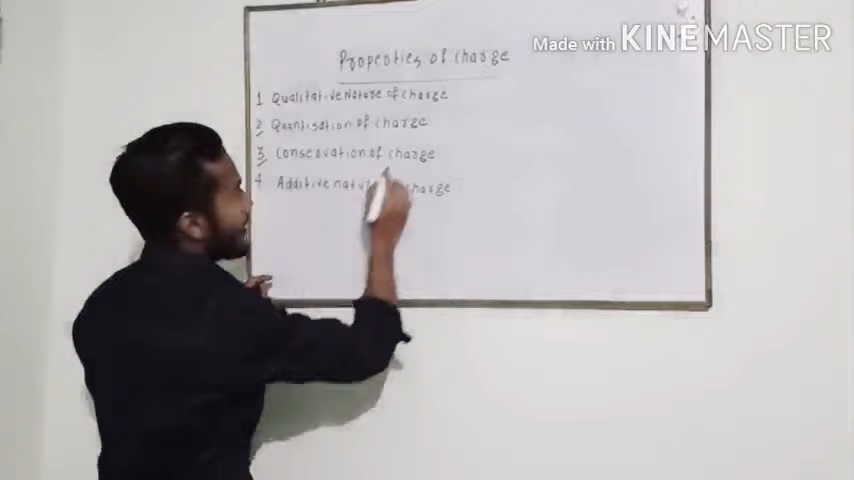 Made with KINEMASTER
Properties of charge
1 Qualitative Nature of charge
2 Quantisation of charge
3 Conservation of charge
4 Additive natu charge